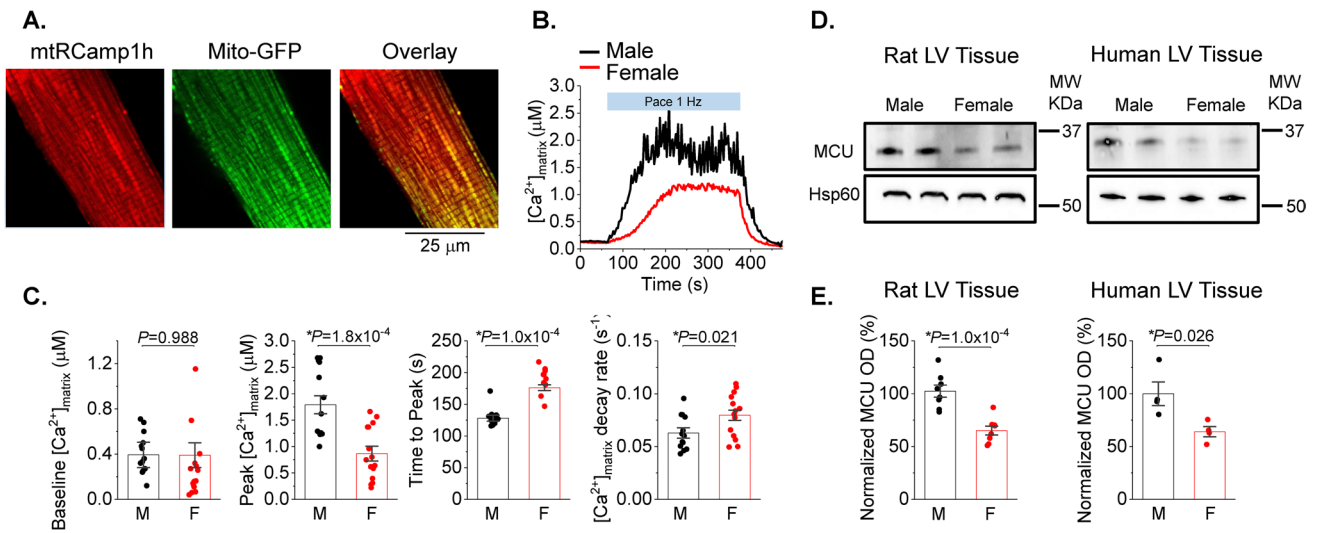 A.
mtRCamp1h Mito-GFP Overlay
25 μm
B.
Male
Female
Pace 1 Hz
[Ca2+]matrix (μM)
3.0
2.5
2.0
1.5
1.0
0.5
0.0
0 100 200 300 400
Time (s)
C.
Baseline [Ca2+]matrix (μM)
P=0.988
1.2
0.8
0.4
0.0
M F
Peak [Ca2+]matrix (μM)
*P=1.8x10-4
3.0
2.5
2.0
1.5
1.0
0.5
0.0
M F
Time to Peak (s)
*P=1.0x10-4
250
200
150
100
50
0
M F
[Ca2+]matrix decay rate (s-1)
*P=0.021
0.15
0.10
0.05
0.00
M F
D.
Rat LV Tissue Human LV Tissue
Male Female MW
KDa
Male Female MW
KDa
MCU
37 37
Hsp60
50 50
E.
Rat LV Tissue Human LV Tissue
Normalized MCU OD (%)
*P=1.0x10-4
150
100
50
0
M F
Normalized MCU OD (%)
*P=0.026
150
100
50
0
M F